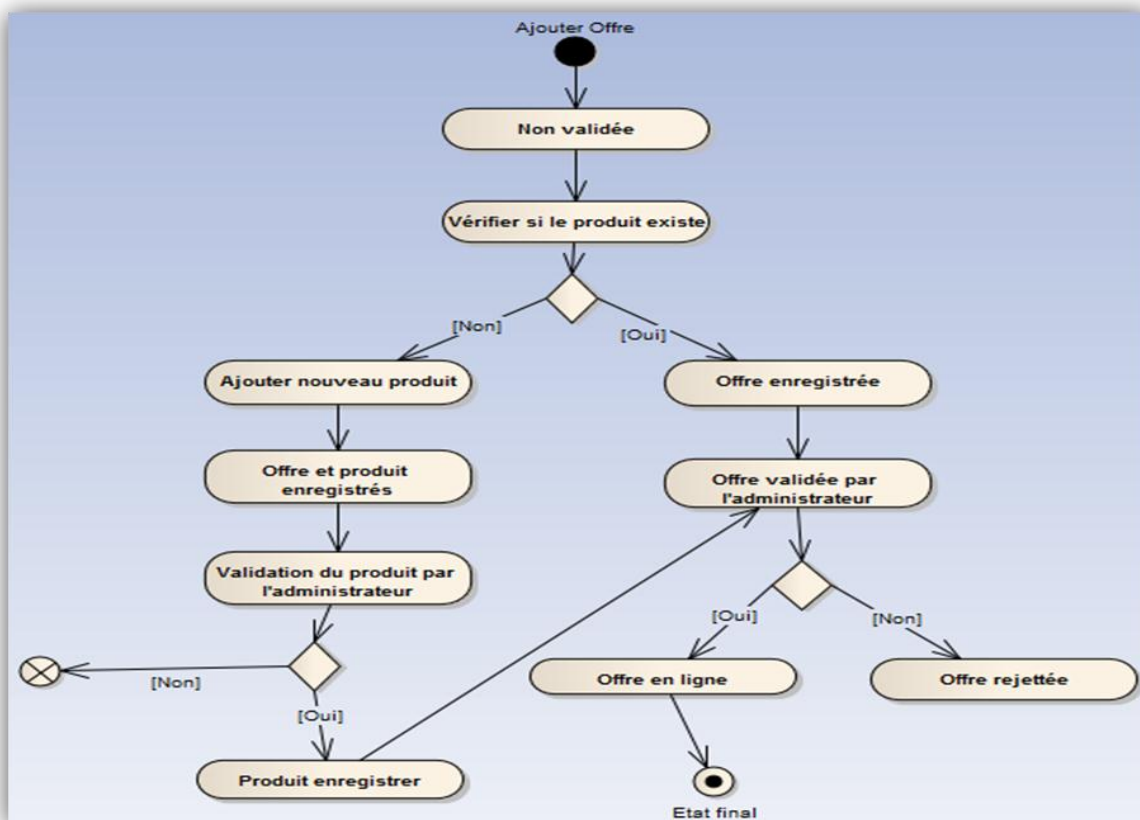 Ajouter Offre
Non validée
Vérifier si le produit existe
[Non]
[Oui]
Ajouter nouveau produit
Offre enregistrée
Offre et produit
enregistrés
Offre validée par
l'administrateur
Validation du produit par
l'administrateur
[Oui]
[Non]
[Non]
[Oui]
Offre en ligne
Offre rejettée
Produit enregistrer
Etat final